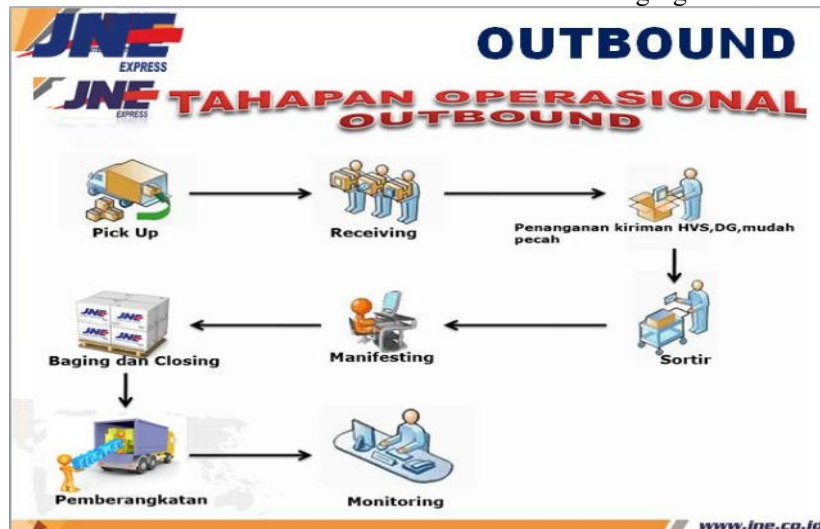 JNE
EXPRESS
OUTBOUND
JNE
EXPRESS
TAHAPAN OPERASIONAL
OUTBOUND
Pick Up
Receiving
Penanganan kiriman HVS,DG,mudah
pecah
Baging dan Closing
Manifesting
Sortir
JNE
JNE
JNE
JNE
Pemberangkatan
Monitoring
www.jne.co.id